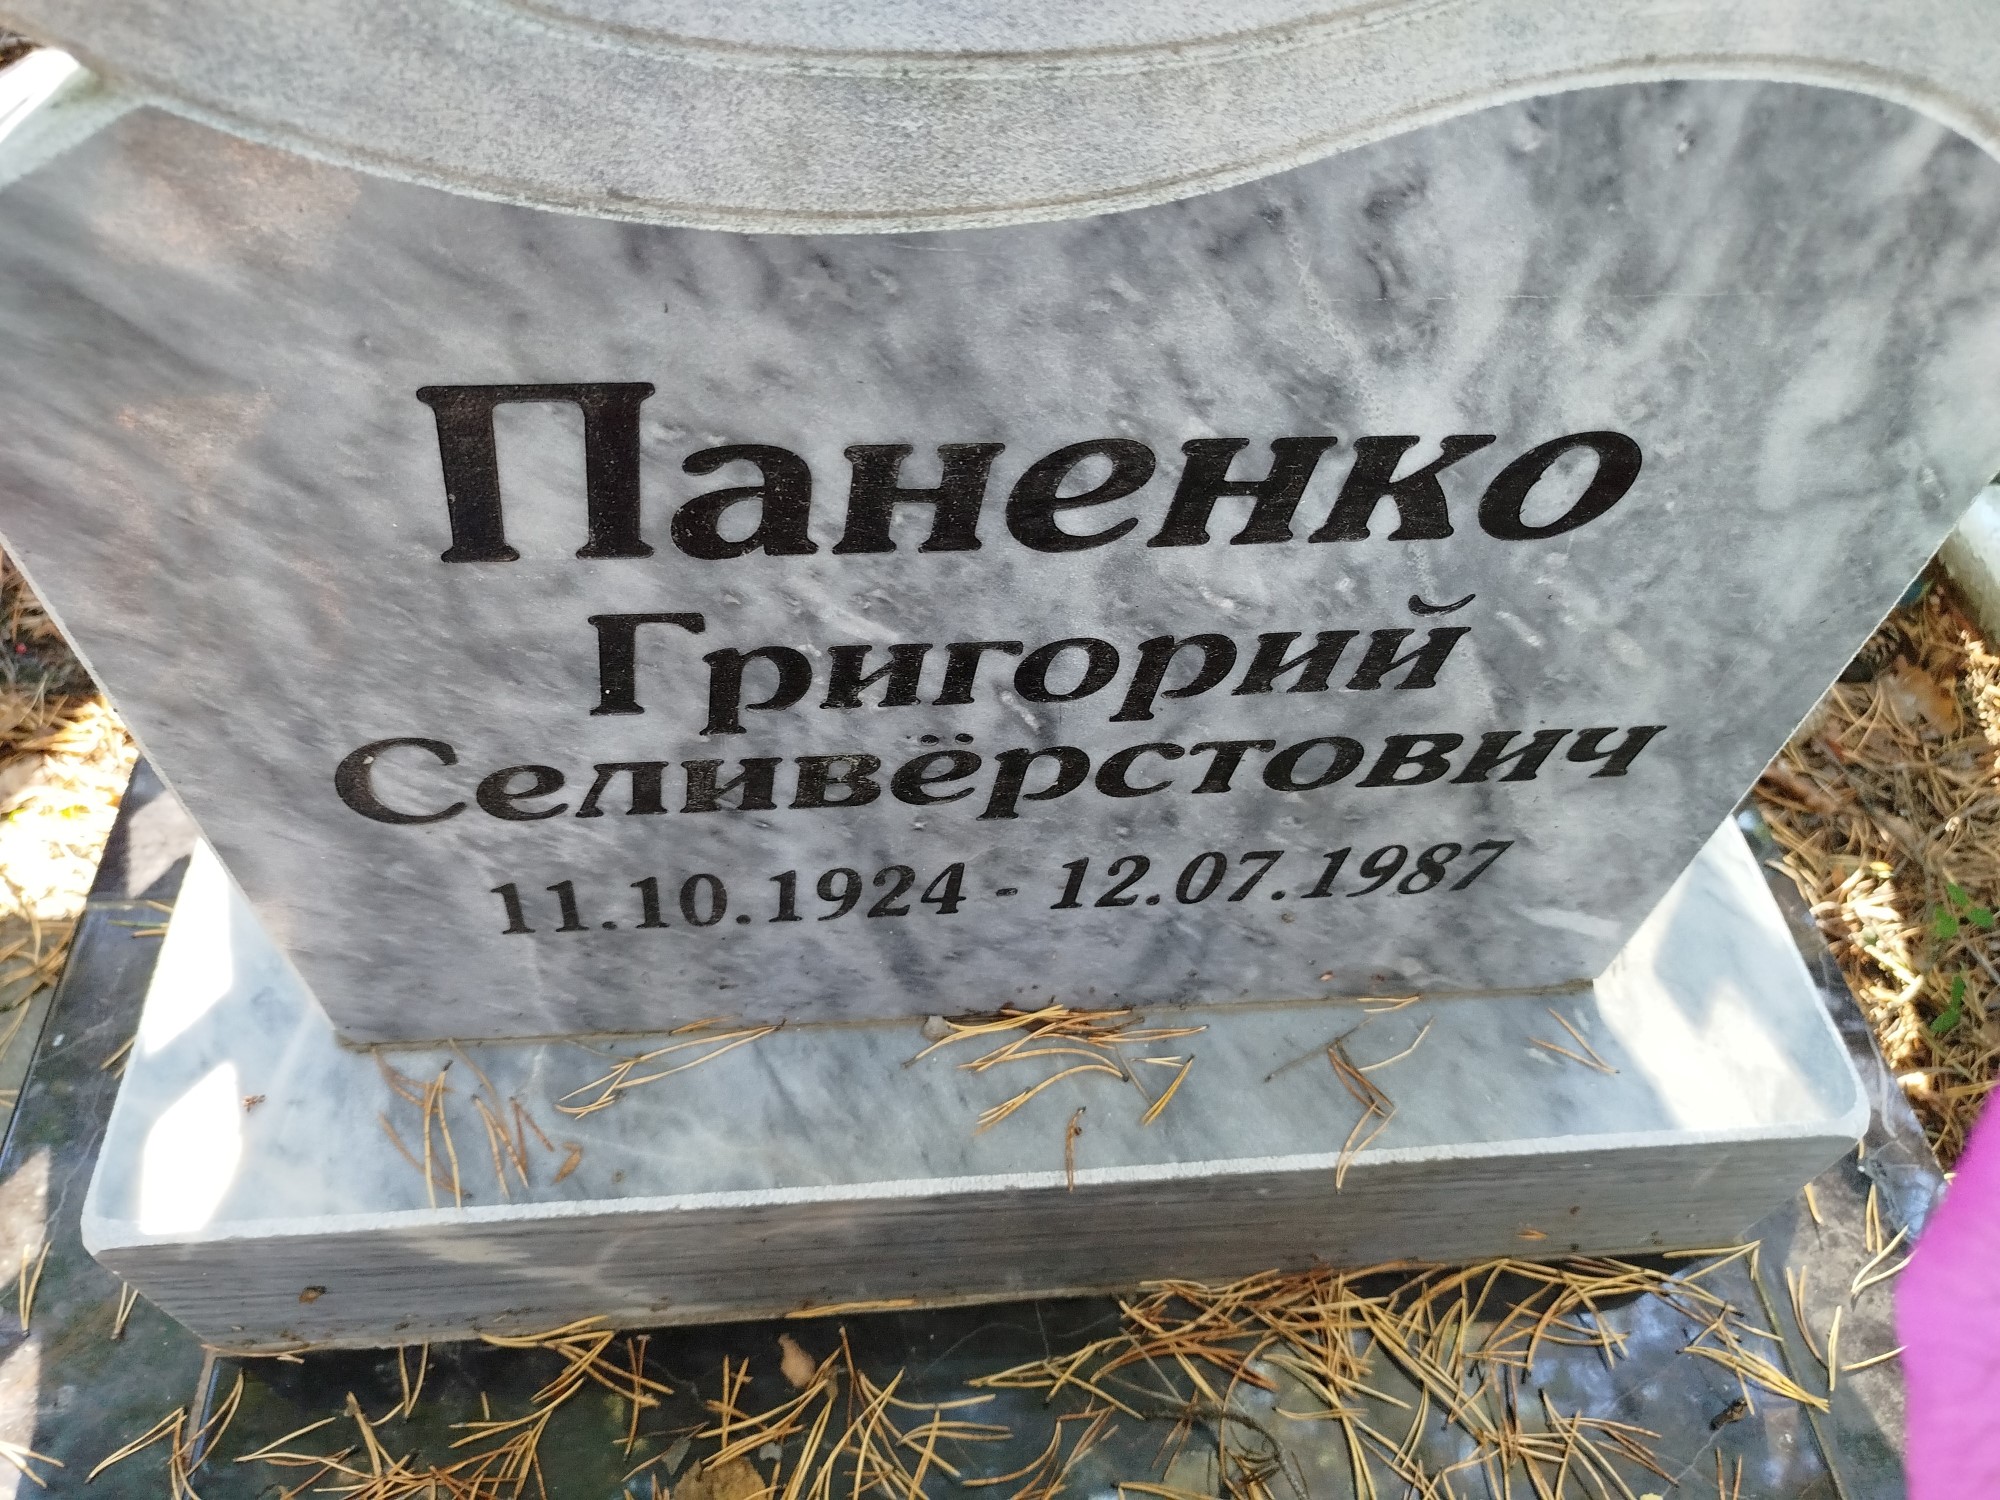 Паненко
Григорий
Селивёрстович
11.10.1924 - 12.07.1987